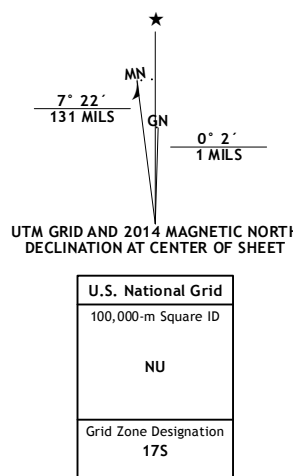 MN
7° 22´
131 MILS
GN
0° 2´
1 MILS
UTM GRID AND 2014 MAGNETIC NORTH
DECLINATION AT CENTER OF SHEET
U.S. National Grid
100,000-m Square ID
NU
Grid Zone Designation
17S